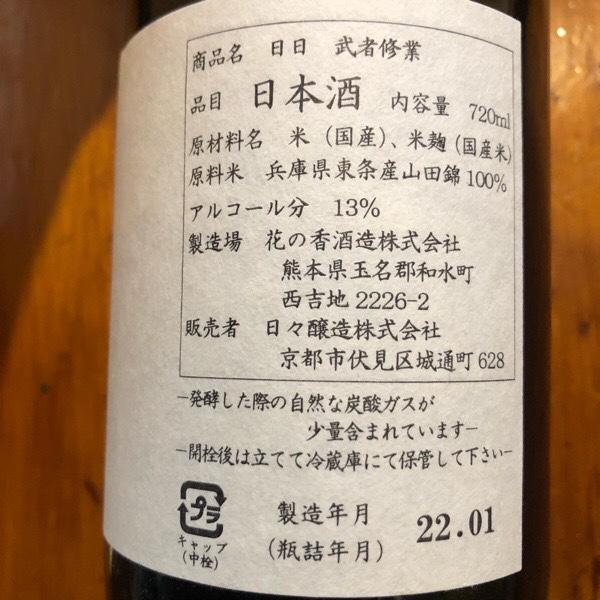 商品名 日日 武者修業
品目 日本酒 内容量 720ml
原材料名 米（国産）、米麹（国産米）
原料米 兵庫県東条産山田錦100%
アルコール分 13%
製造場 花の香酒造株式会社
熊本県玉名郡和水町
西吉地 2226-2
販売者 日々醸造株式会社
京都市伏見区城通町 628
−発酵した際の自然な炭酸ガスが
少量含まれています−
−開栓後は立てて冷蔵庫にて保管して下さい−
プラ
キャップ
（中栓）
製造年月
（瓶詰年月）
22.01